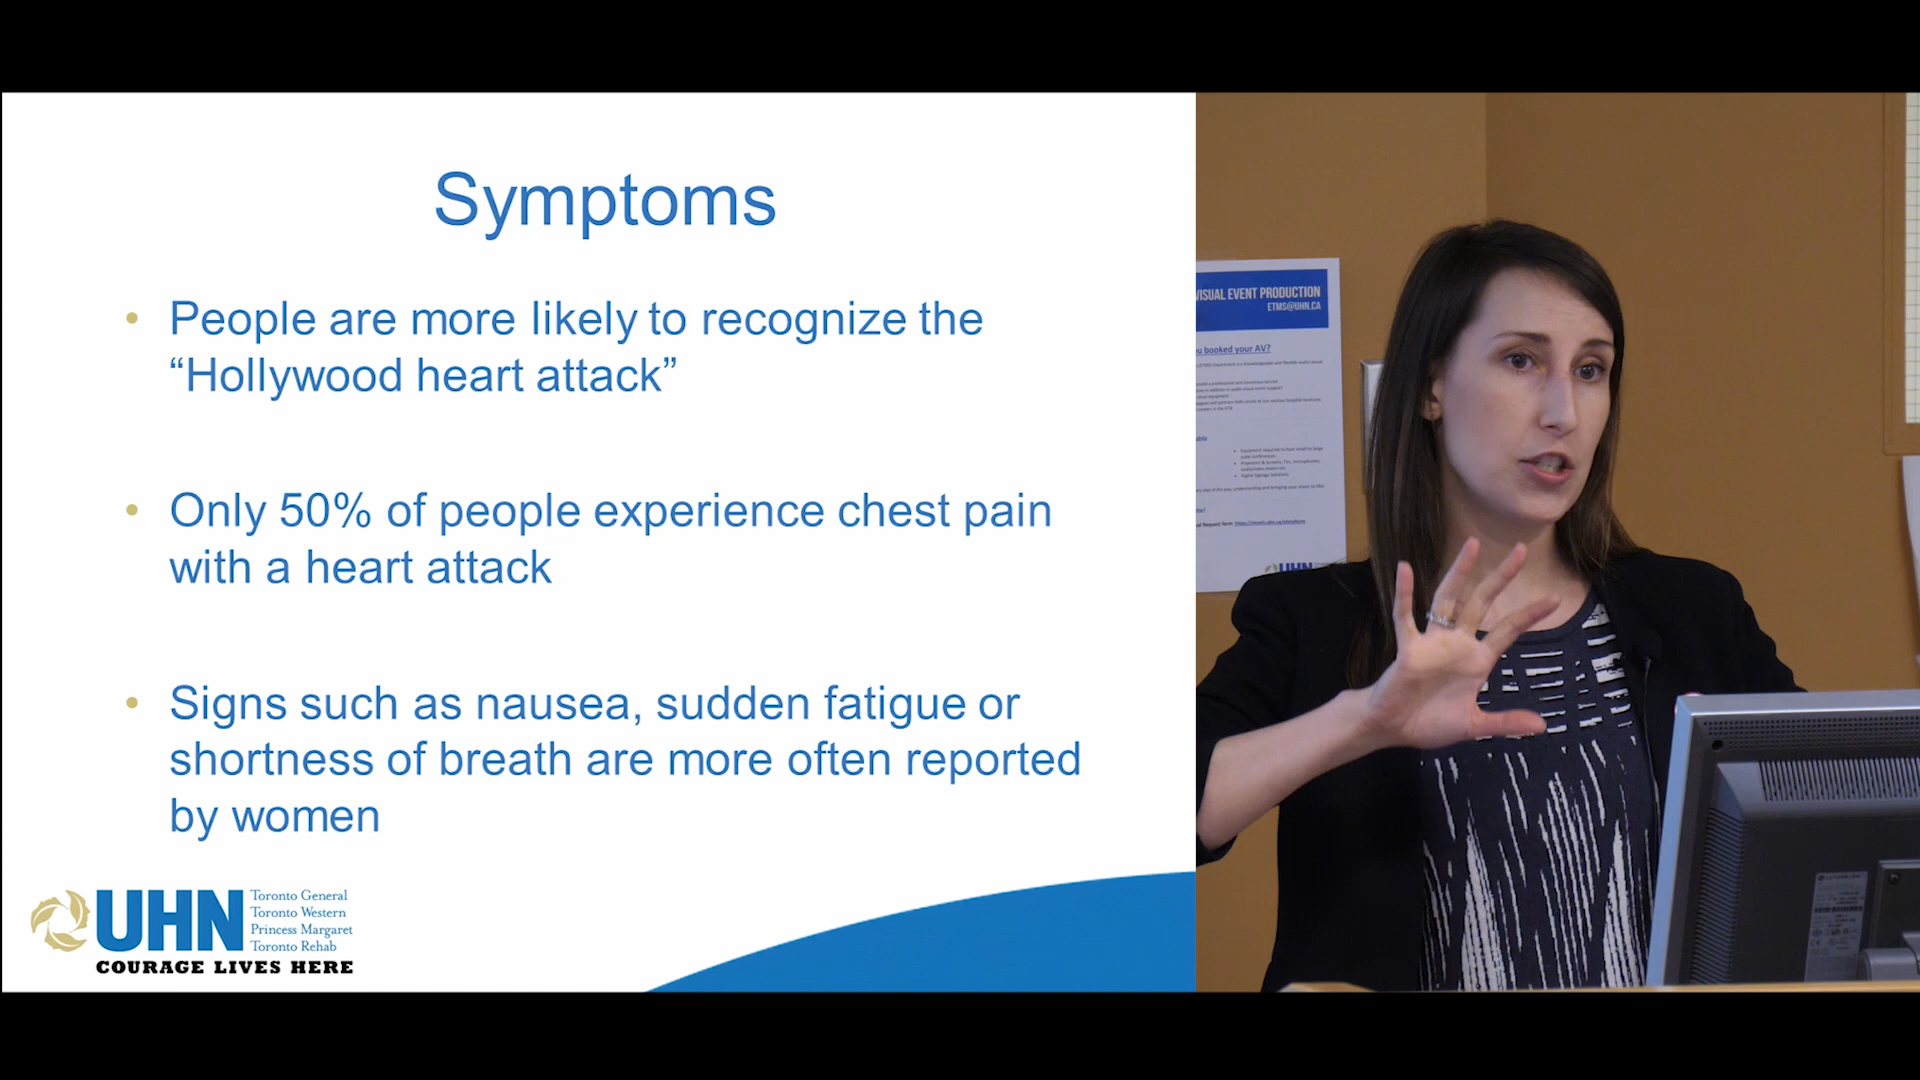 Symptoms
• People are more likely to recognize the
“Hollywood heart attack”
• Only 50% of people experience chest pain
with a heart attack
• Signs such as nausea, sudden fatigue or
shortness of breath are more often reported
by women
UHN
Toronto General
Toronto Western
Princess Margaret
Toronto Rehab
COURAGE LIVES HERE
VISUAL EVENT PRODUCTION
ETMS@UHN.CA
u booked your AV?
UHN